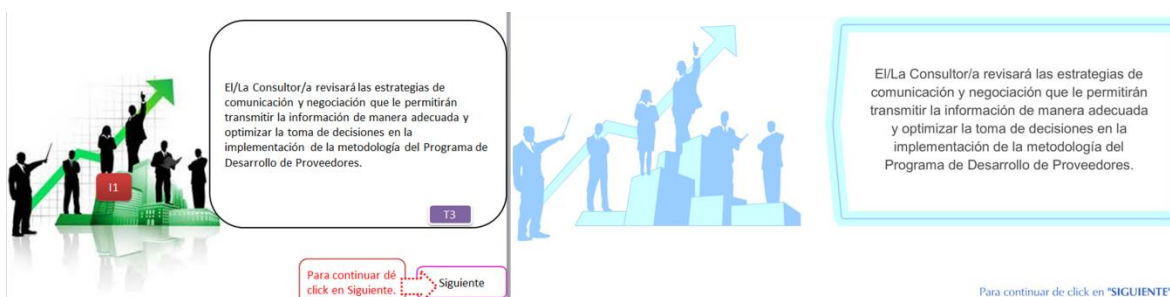 El/La Consultor/a revisará las estrategias de
comunicación y negociación que le permitirán
transmitir la información de manera adecuada y
optimizar la toma de decisiones en la
implementación de la metodología del Programa de
Desarrollo de Proveedores.
I1
T3
Para continuar dé
click en Siguiente.
Siguiente
El/La Consultor/a revisará las estrategias de
comunicación y negociación que le permitirán
transmitir la información de manera adecuada
y optimizar la toma de decisiones en la
implementación de la metodología del
Programa de Desarrollo de Proveedores.
Para continuar de click en "SIGUIENTE"